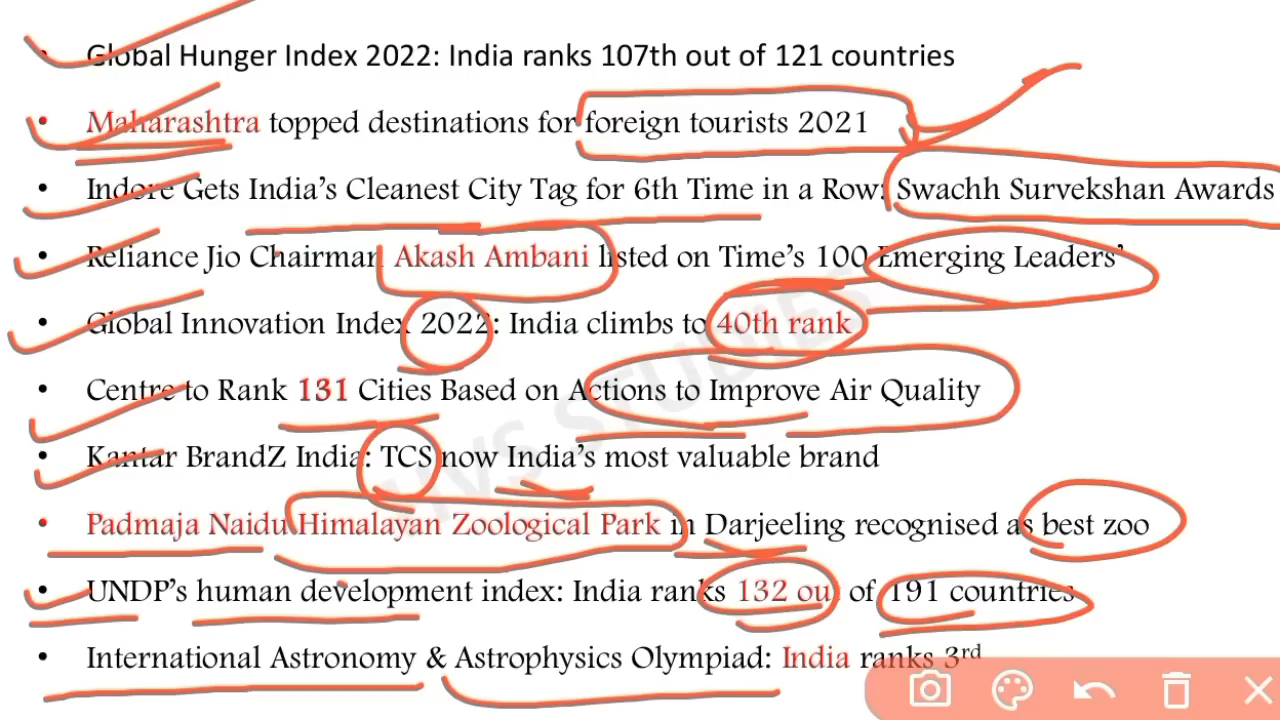 • Global Hunger Index 2022: India ranks 107th out of 121 countries
• Maharashtra topped destinations for foreign tourists 2021
• Indore Gets India's Cleanest City Tag for 6th Time in a Row: Swachh Survekshan Awards
• Reliance Jio Chairman Akash Ambani listed on Time's 100 Emerging Leaders'
• Global Innovation Index 2022: India climbs to 40th rank
• Centre to Rank 131 Cities Based on Actions to Improve Air Quality
• Kantar BrandZ India: TCS now India's most valuable brand
• Padmaja Naidu Himalayan Zoological Park in Darjeeling recognised as best zoo
• UNDP's human development index: India ranks 132 out of 191 countries
• International Astronomy & Astrophysics Olympiad: India ranks 3rd